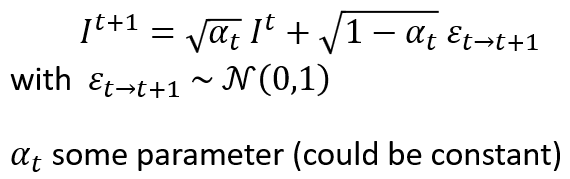 I^{t+1} = √α_t I^t + √1 − α_t ε_{t→t+1}
with ε_{t→t+1} ~ 𝒩(0,1)
α_t some parameter (could be constant)